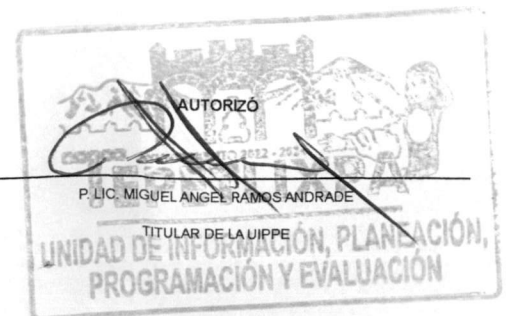 AUTORIZÓ
P. LIC. MIGUEL ANGEL RAMOS ANDRADE
TITULAR DE LA UIPPE
UNIDAD DE INFORMACIÓN, PLANEACIÓN,
PROGRAMACIÓN Y EVALUACIÓN